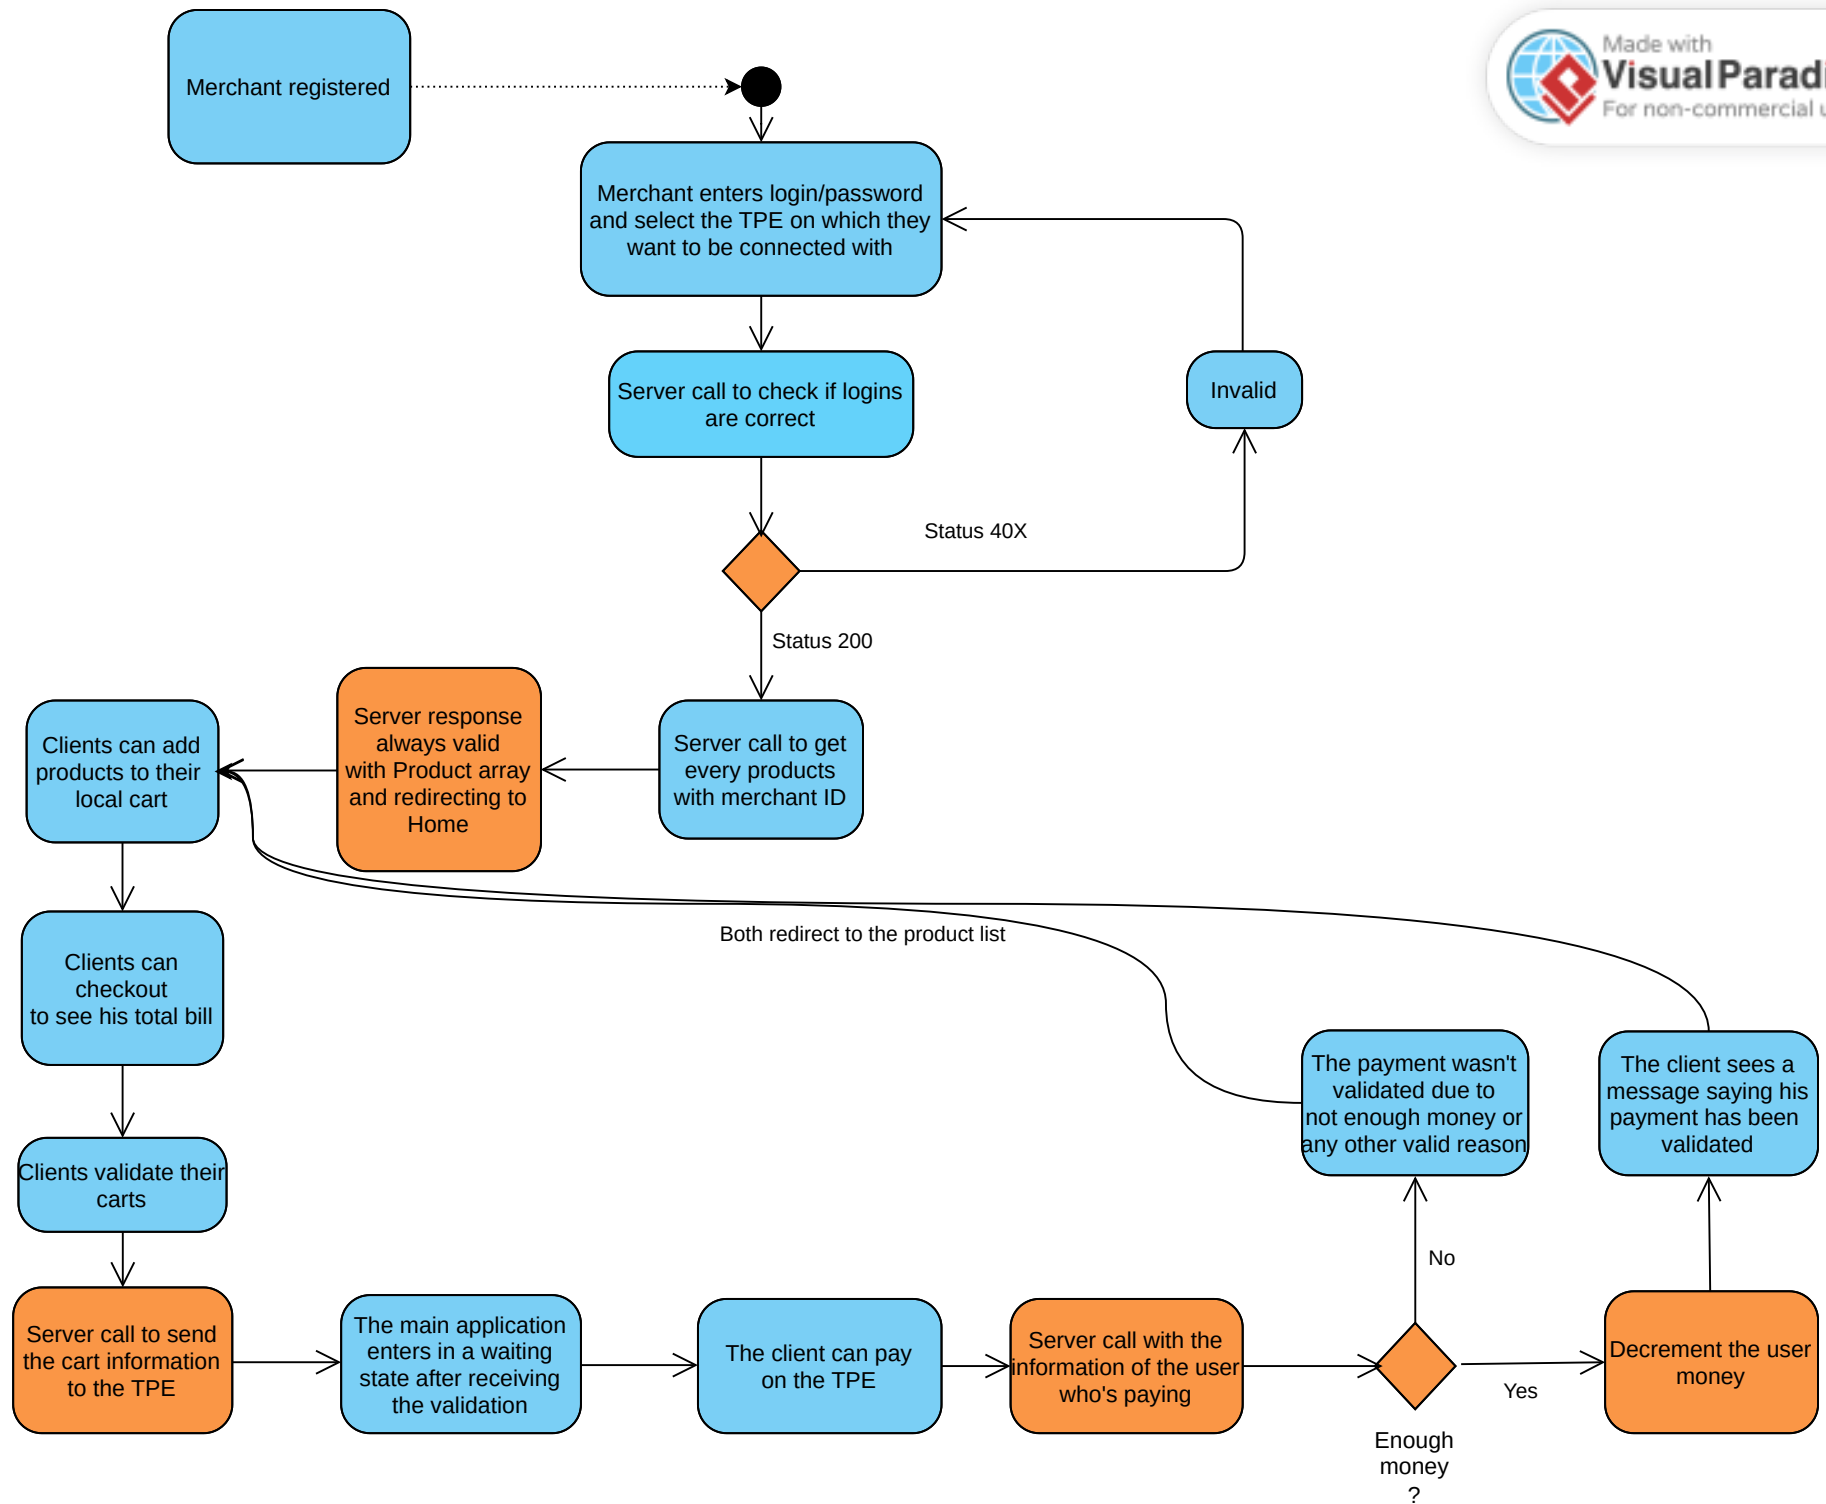 Merchant registered
Made with
Visual Paradi
For non-commercial u
Merchant enters login/password
and select the TPE on which they
want to be connected with
Server call to check if logins
are correct
Invalid
Status 40X
Status 200
Clients can add
products to their
local cart
Server response
always valid
with Product array
and redirecting to
Home
Server call to get
every products
with merchant ID
Both redirect to the product list
Clients can
checkout
to see his total bill
The payment wasn't
validated due to
not enough money or
any other valid reason
The client sees a
message saying his
payment has been
validated
Clients validate their
carts
No
Server call to send
the cart information
to the TPE
The main application
enters in a waiting
state after receiving
the validation
The client can pay
on the TPE
Server call with the
information of the user
who's paying
Yes
Decrement the user
money
Enough
money
?